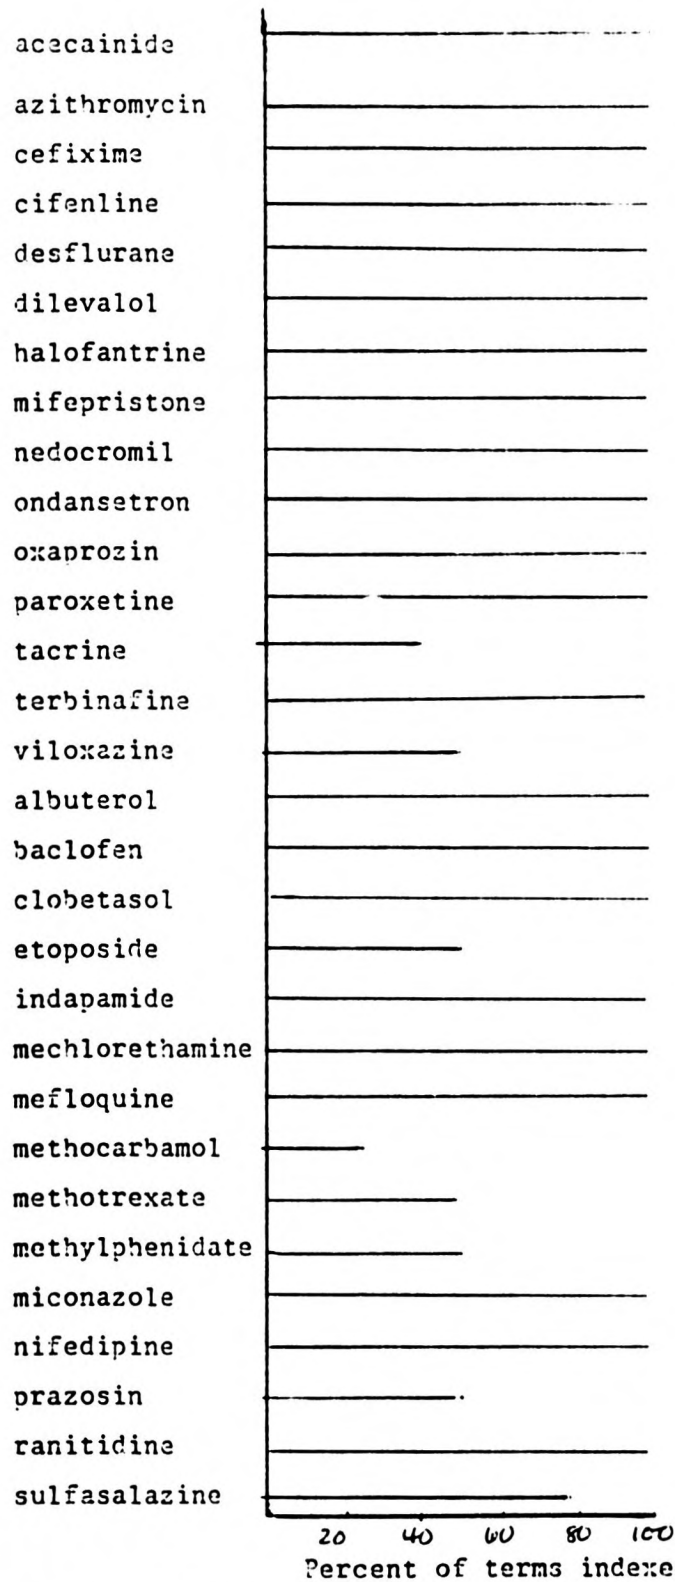 acecainide
azithromycin
cefixime
cifenline
desflurane
dilevalol
halofantrine
mifepristone
nedocromil
ondansetron
oxaprozin
paroxetine
tacrine
terbinafine
viloxazine
albuterol
baclofen
clobetasol
etoposide
indapamide
mechlorethamine
mefloquine
methocarbamol
methotrexate
methylphenidate
miconazole
nifedipine
prazosin
ranitidine
sulfasalazine
20 40 60 80 100
Percent of terms indexe